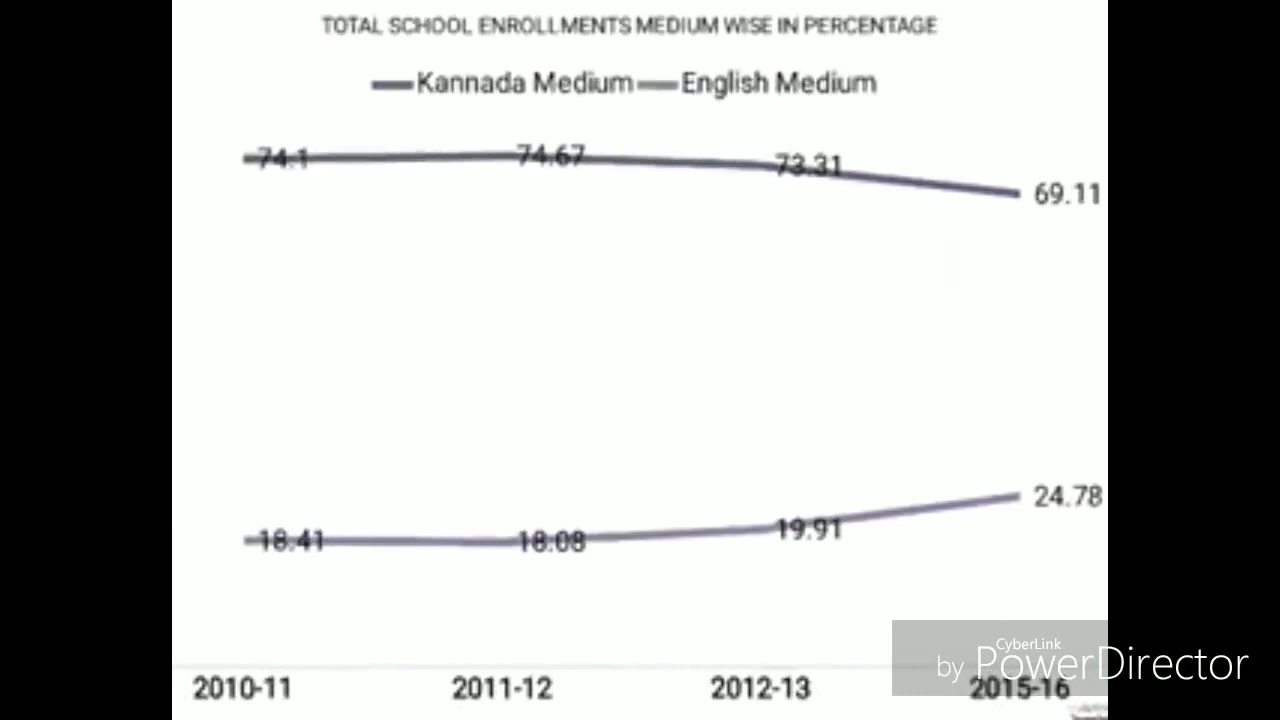 TOTAL SCHOOL ENROLLMENTS MEDIUM WISE IN PERCENTAGE
Kannada Medium English Medium
74.1 74.67 73.31 69.11
18.41 18.08 19.91 24.78
CyberLink
by PowerDirector
2010-11 2011-12 2012-13 2015-16